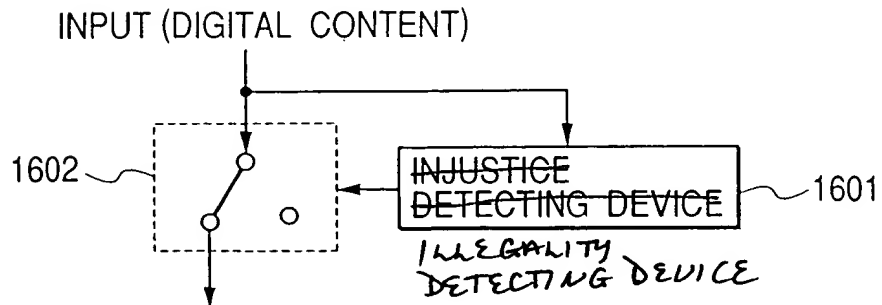 INPUT (DIGITAL CONTENT)
1602
INJUSTICE
DETECTING DEVICE
1601
ILLEGALITY
DETECTING DEVICE